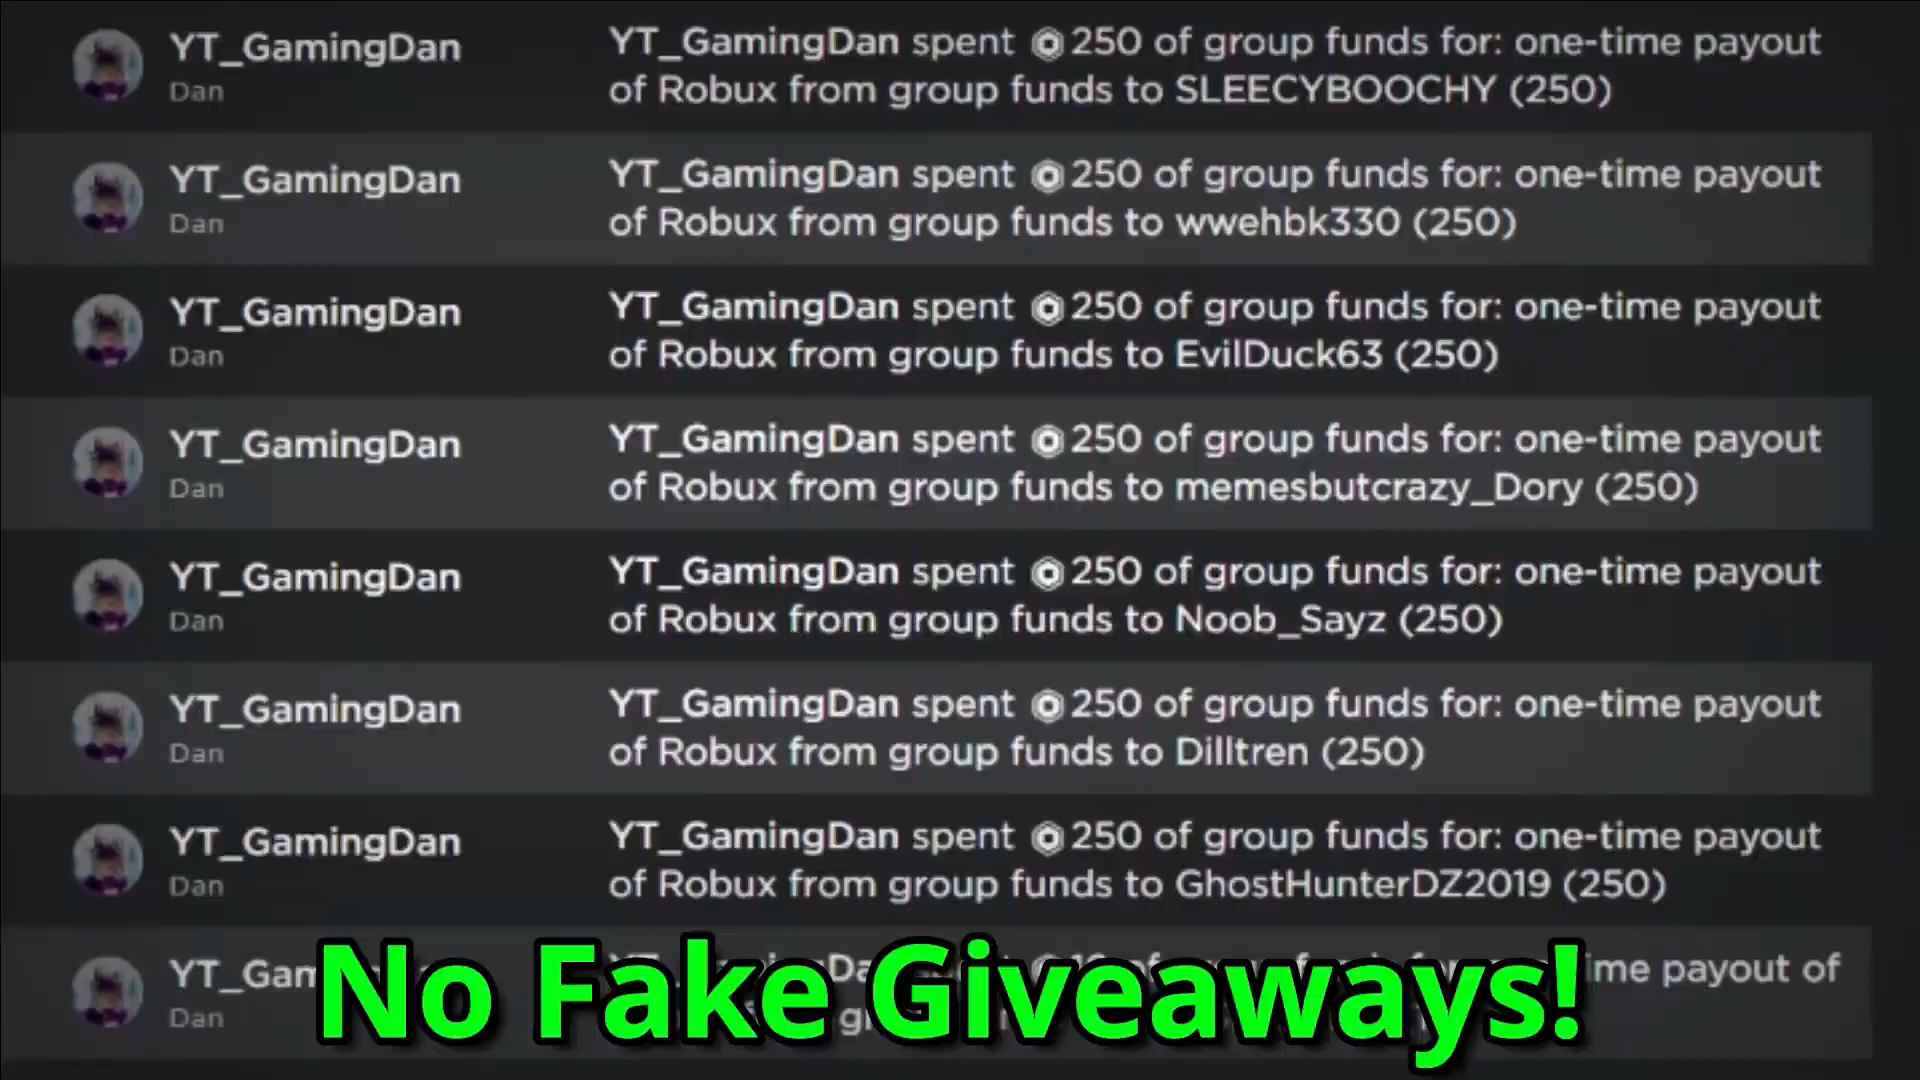 YT_GamingDan
Dan
YT_GamingDan spent 250 of group funds for: one-time payout
of Robux from group funds to SLEECYBOOCHY (250)
YT_GamingDan
Dan
YT_GamingDan spent 250 of group funds for: one-time payout
of Robux from group funds to wwehbk330 (250)
YT_GamingDan
Dan
YT_GamingDan spent 250 of group funds for: one-time payout
of Robux from group funds to EvilDuck63 (250)
YT_GamingDan
Dan
YT_GamingDan spent 250 of group funds for: one-time payout
of Robux from group funds to memesbutcrazy_Dory (250)
YT_GamingDan
Dan
YT_GamingDan spent 250 of group funds for: one-time payout
of Robux from group funds to Noob_Sayz (250)
YT_GamingDan
Dan
YT_GamingDan spent 250 of group funds for: one-time payout
of Robux from group funds to Dilltren (250)
YT_GamingDan
Dan
YT_GamingDan spent 250 of group funds for: one-time payout
of Robux from group funds to GhostHunterDZ2019 (250)
Dan
payout of
No Fake Giveaways!